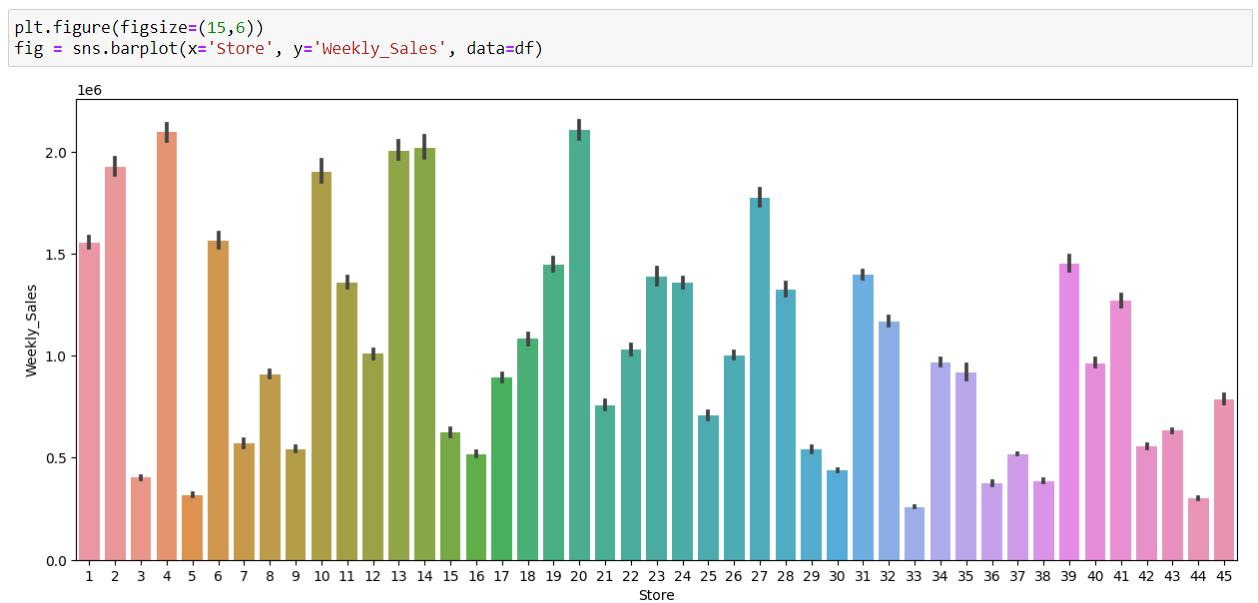 plt.figure(figsize=(15,6))
fig = sns.barplot(x='Store', y='Weekly_Sales', data=df)
1e6
2.0
1.5
1.0
0.5
0.0
Weekly_Sales
1 2 3 4 5 6 7 8 9 10 11 12 13 14 15 16 17 18 19 20 21 22 23 24 25 26 27 28 29 30 31 32 33 34 35 36 37 38 39 40 41 42 43 44 45
Store